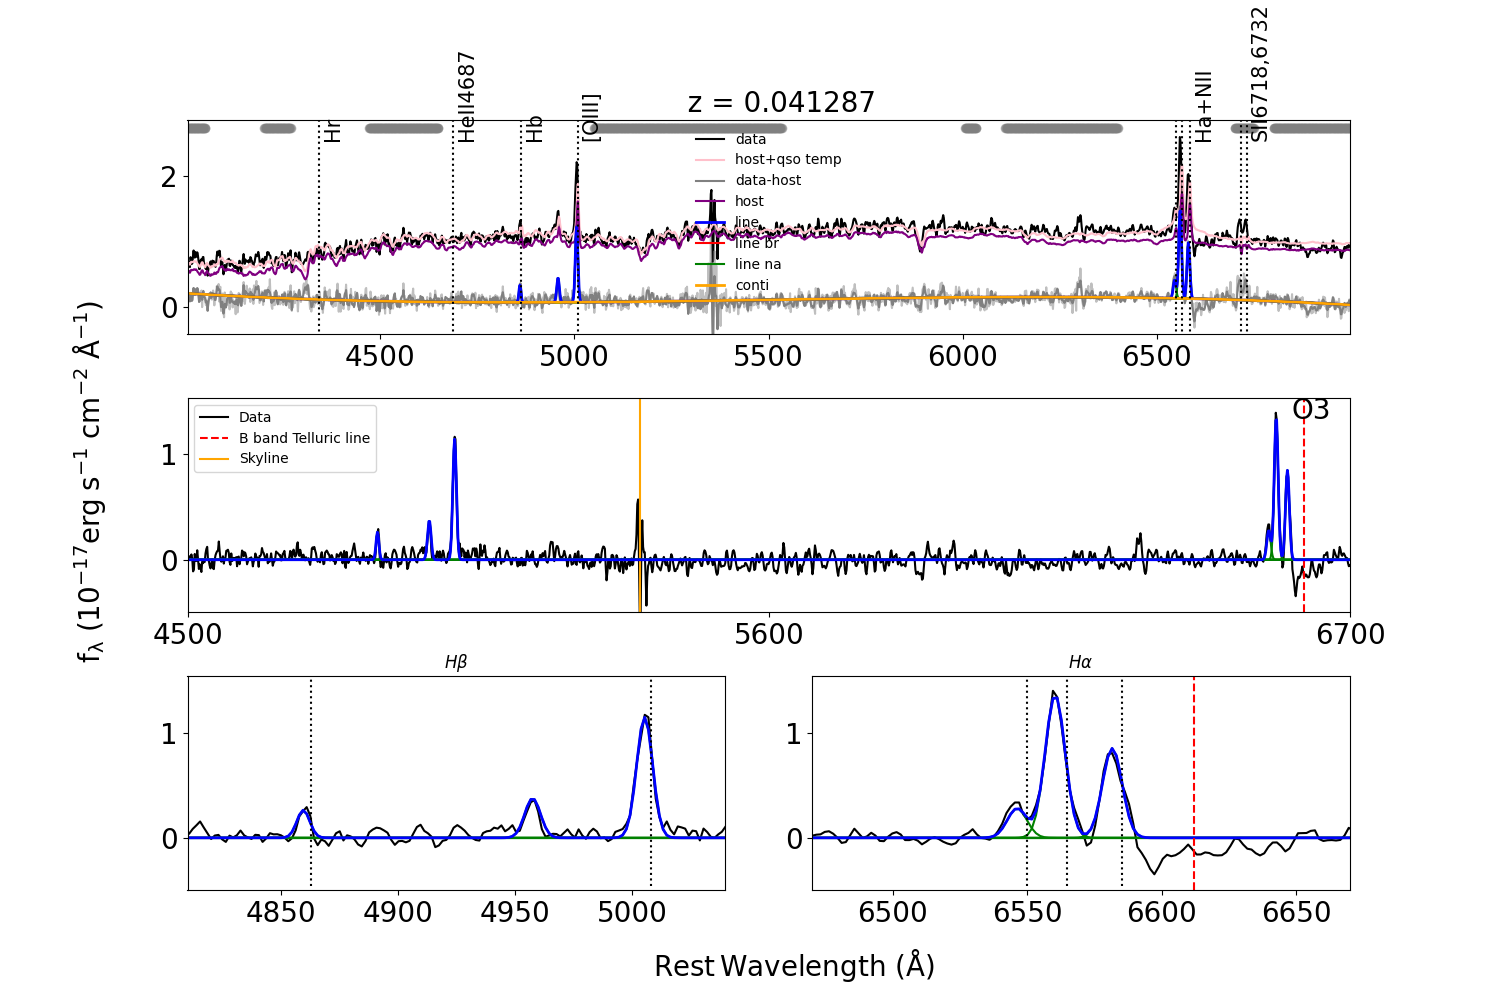 z = 0.041287
Hr
HeII4687
Hb
[OIII]
Ha+NII
SII6718,6732
data
host+qso temp
data-host
host
line
line br
line na
conti
2
0
4500
5000
5500
6000
6500
Data
B band Telluric line
Skyline
O3
1
0
4500
5600
6700
fλ (10⁻¹⁷erg s⁻¹ cm⁻² Å⁻¹)
Hβ
1
0
4850
4900
4950
5000
Hα
1
0
6500
6550
6600
6650
Rest Wavelength (Å)